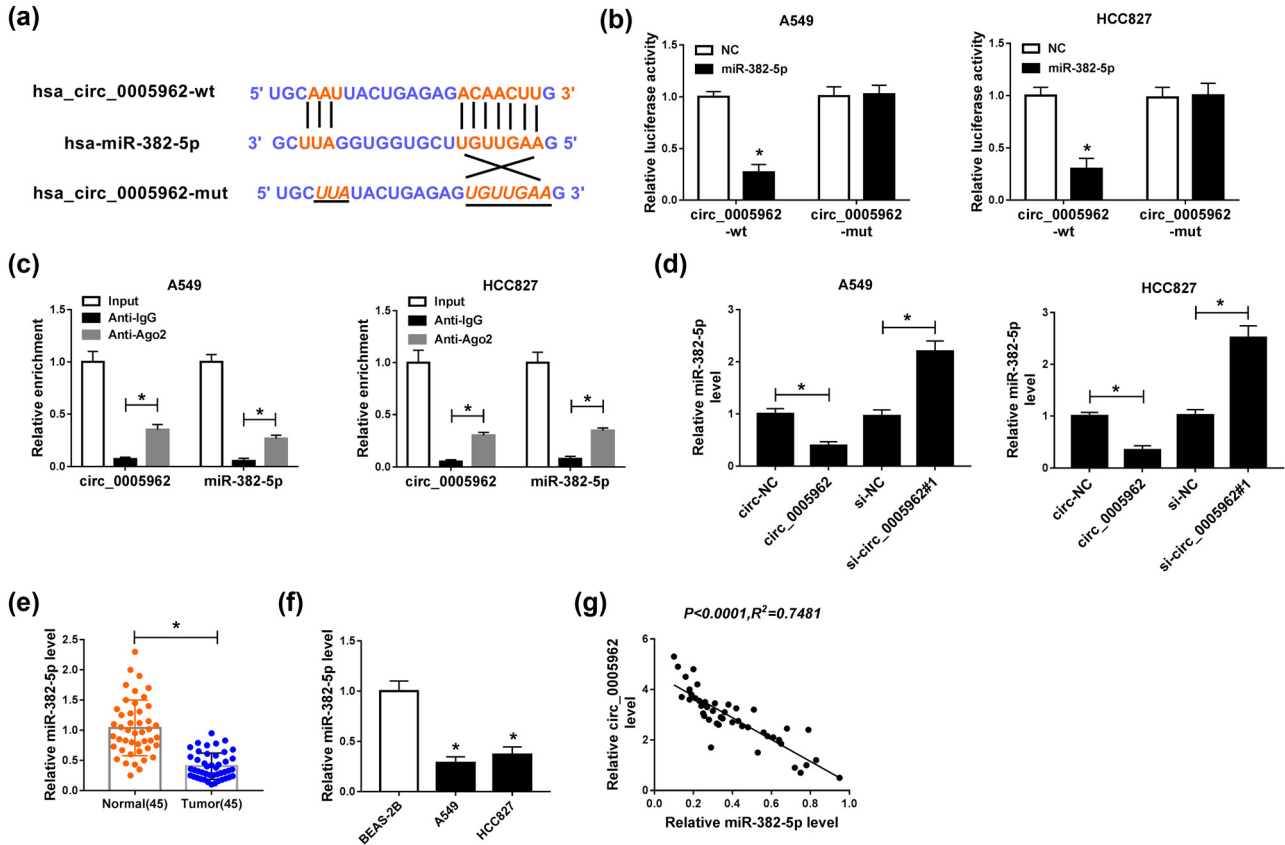 (a)
hsa_circ_0005962-wt 5' UGCAAUUACUGAGAGACAACUUG 3'
hsa-miR-382-5p 3' GCUUAGGUGGUGCUUGUUGAAG 5'
hsa_circ_0005962-mut 5' UGCUUAUACUGAGAGUGUUGAAG 3'
(b)
A549
NC
miR-382-5p
Relative luciferase activity
1.5
1.0
0.5
0.0
*
circ_0005962
-wt
circ_0005962
-mut
HCC827
NC
miR-382-5p
Relative luciferase activity
1.5
1.0
0.5
0.0
*
circ_0005962
-wt
circ_0005962
-mut
(c)
A549
Input
Anti-IgG
Anti-Ago2
Relative enrichment
1.5
1.0
0.5
0.0
*
*
circ_0005962
miR-382-5p
HCC827
Input
Anti-IgG
Anti-Ago2
Relative enrichment
1.5
1.0
0.5
0.0
*
*
circ_0005962
miR-382-5p
(d)
A549
Relative miR-382-5p
level
3
2
1
0
*
*
circ-NC
circ_0005962
si-NC
si-circ_0005962#1
HCC827
Relative miR-382-5p
level
3
2
1
0
*
*
circ-NC
circ_0005962
si-NC
si-circ_0005962#1
(e)
Relative miR-382-5p level
2.5
2.0
1.5
1.0
0.5
0.0
*
Normal(45)
Tumor(45)
(f)
Relative miR-382-5p level
1.5
1.0
0.5
0.0
*
*
BEAS-2B
A549
HCC827
(g)
P<0.0001,R²=0.7481
Relative circ_0005962
level
6
4
2
0
0.0 0.2 0.4 0.6 0.8 1.0
Relative miR-382-5p level